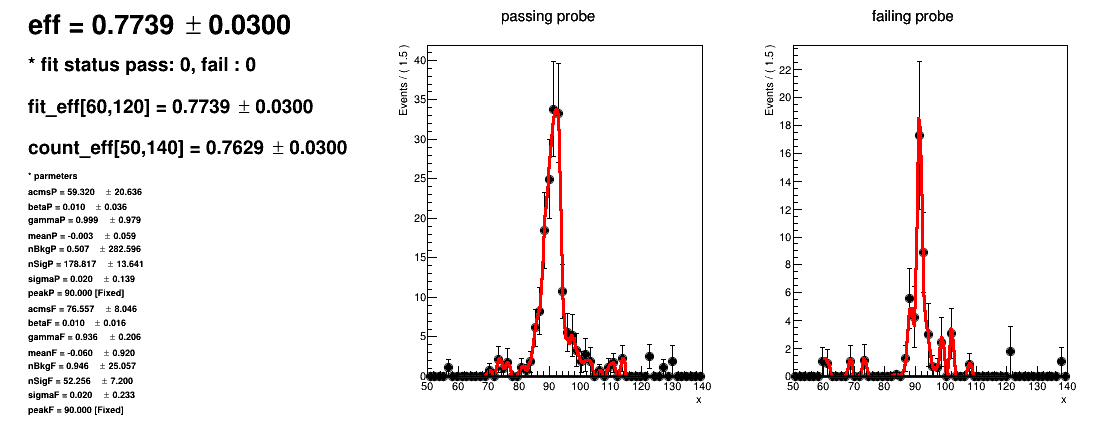 eff = 0.7739 ± 0.0300
* fit status pass: 0, fail : 0
fit_eff[60,120] = 0.7739 ± 0.0300
count_eff[50,140] = 0.7629 ± 0.0300
* parmeters
acmsP = 59.320 ± 20.636
betaP = 0.010 ± 0.036
gammaP = 0.999 ± 0.979
meanP = -0.003 ± 0.059
nBkgP = 0.507 ± 282.596
nSigP = 178.817 ± 13.641
sigmaP = 0.020 ± 0.139
peakP = 90.000 [Fixed]
acmsF = 76.557 ± 8.046
betaF = 0.010 ± 0.016
gammaF = 0.936 ± 0.206
meanF = -0.060 ± 0.920
nBkgF = 0.946 ± 25.057
nSigF = 52.256 ± 7.200
sigmaF = 0.020 ± 0.233
peakF = 90.000 [Fixed]
passing probe
Events / ( 1.5 )
40
35
30
25
20
15
10
5
0
50 60 70 80 90 100 110 120 130 140
x
failing probe
Events / ( 1.5 )
22
20
18
16
14
12
10
8
6
4
2
0
50 60 70 80 90 100 110 120 130 140
x